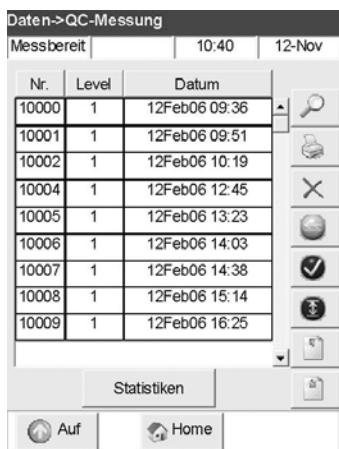 Daten->QC-Messung
Messbereit 10:40 12-Nov
Nr. Level Datum
10000 1 12Feb06 09:36
10001 1 12Feb06 09:51
10002 1 12Feb06 10:19
10004 1 12Feb06 12:45
10005 1 12Feb06 13:23
10006 1 12Feb06 14:03
10007 1 12Feb06 14:38
10008 1 12Feb06 15:14
10009 1 12Feb06 16:25
Statistiken
Auf Home